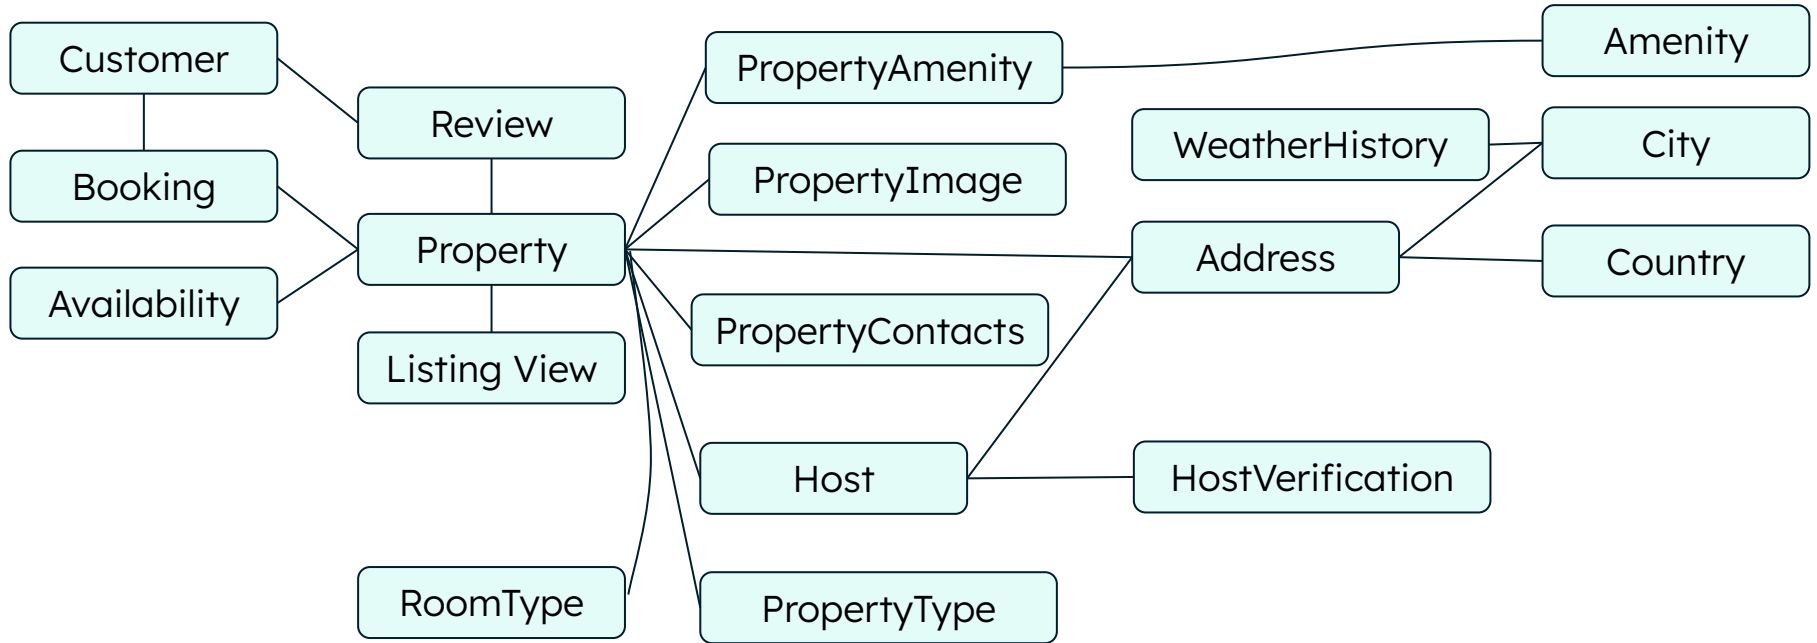 Customer
Booking
Availability
Review
Property
Listing View
RoomType
PropertyAmenity
PropertyImage
PropertyContacts
Host
PropertyType
WeatherHistory
Address
HostVerification
Amenity
City
Country